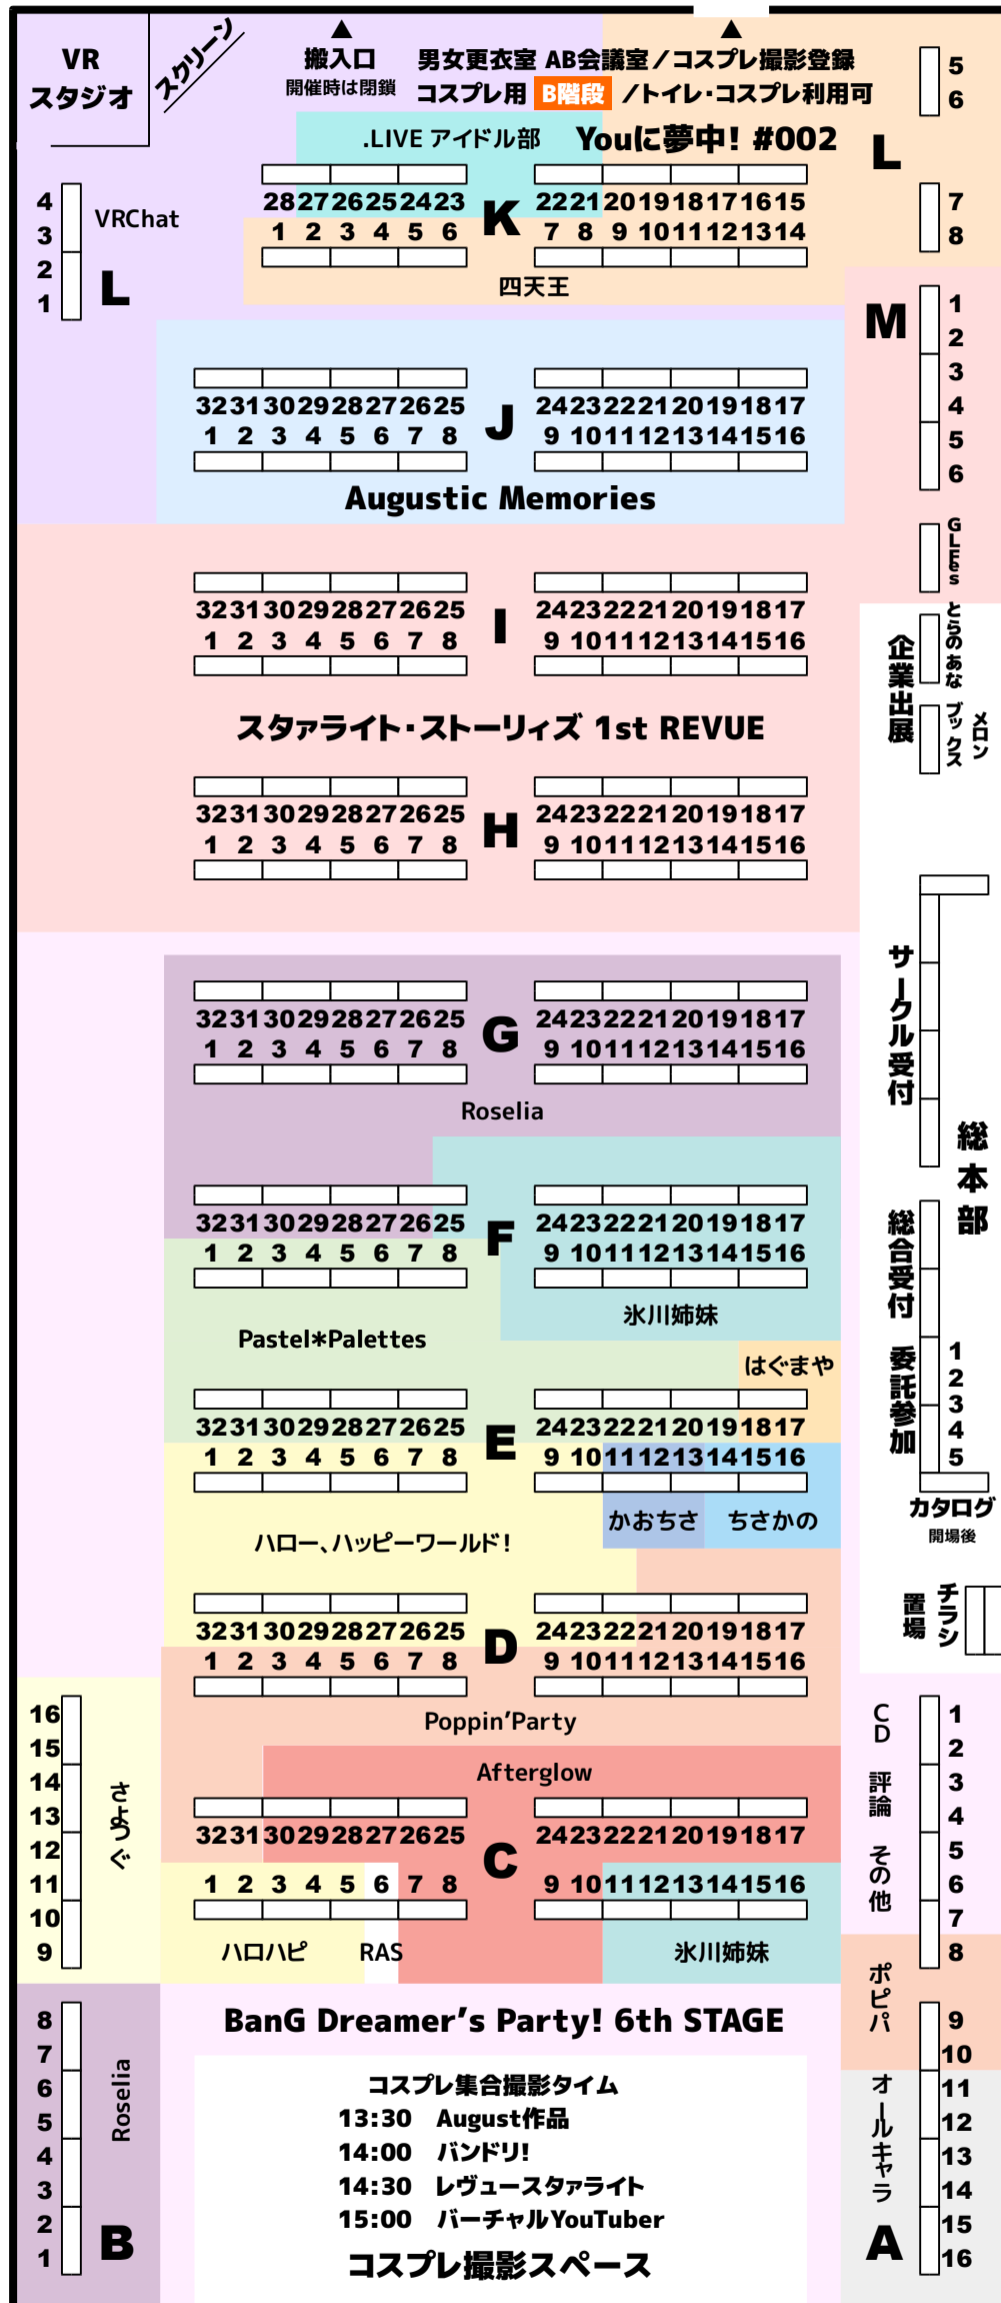 VR
スタジオ
スクリーン
▲
搬入口
開催時は閉鎖
▲
男女更衣室 AB会議室/コスプレ撮影登録
コスプレ用 B階段 /トイレ・コスプレ利用可
.LIVE アイドル部
Youに夢中! #002
5
6
L
7
8
4
3
2
1
VRChat
L
28 27 26 25 24 23 K 22 21 20 19 18 17 16 15
1 2 3 4 5 6 7 8 9 10 11 12 13 14
四天王
M
1
2
3
4
5
6
GLFes
32 31 30 29 28 27 26 25 J 24 23 22 21 20 19 18 17
1 2 3 4 5 6 7 8 9 10 11 12 13 14 15 16
Augustic Memories
32 31 30 29 28 27 26 25 I 24 23 22 21 20 19 18 17
1 2 3 4 5 6 7 8 9 10 11 12 13 14 15 16
企業出展
とらのあな
メロン
ブックス
スタァライト・ストーリィズ 1st REVUE
32 31 30 29 28 27 26 25 H 24 23 22 21 20 19 18 17
1 2 3 4 5 6 7 8 9 10 11 12 13 14 15 16
サークル受付
総本部
総合受付
委託参加
1
2
3
4
5
カタログ
開場後
チラシ
置場
32 31 30 29 28 27 26 25 G 24 23 22 21 20 19 18 17
1 2 3 4 5 6 7 8 9 10 11 12 13 14 15 16
Roselia
32 31 30 29 28 27 26 25 F 24 23 22 21 20 19 18 17
1 2 3 4 5 6 7 8 9 10 11 12 13 14 15 16
氷川姉妹
Pastel*Palettes
はぐまや
32 31 30 29 28 27 26 25 E 24 23 22 21 20 19 18 17
1 2 3 4 5 6 7 8 9 10 11 12 13 14 15 16
かおちさ
ちさかの
ハロー、ハッピーワールド!
32 31 30 29 28 27 26 25 D 24 23 22 21 20 19 18 17
1 2 3 4 5 6 7 8 9 10 11 12 13 14 15 16
Poppin'Party
Afterglow
32 31 30 29 28 27 26 25 C 24 23 22 21 20 19 18 17
1 2 3 4 5 6 7 8 9 10 11 12 13 14 15 16
ハロハピ
RAS
氷川姉妹
16
15
14
13
12
11
10
9
さよつぐ
8
7
6
5
4
3
2
1
Roselia
B
CD 評論 その他
ポピパ
オールキャラ
A
1
2
3
4
5
6
7
8
9
10
11
12
13
14
15
16
BanG Dreamer's Party! 6th STAGE
コスプレ集合撮影タイム
13:30 August作品
14:00 バンドリ!
14:30 レヴュースタァライト
15:00 バーチャルYouTuber
コスプレ撮影スペース